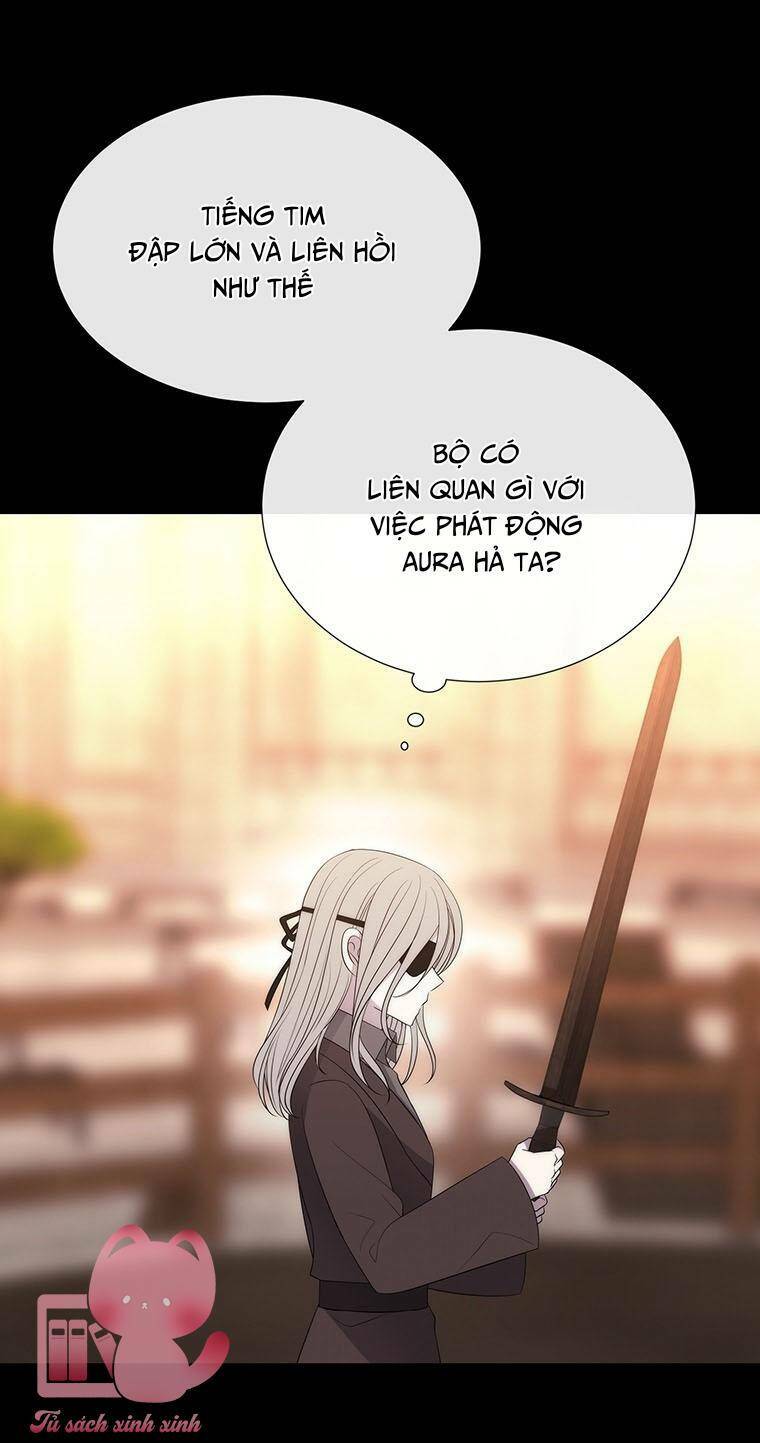 TIẾNG TIM
ĐẬP LỚN VÀ LIÊN HỒI
NHƯ THẾ
BỘ CÓ
LIÊN QUAN GÌ VỚI
VIỆC PHÁT ĐỘNG
AURA HẢ TA?
Tủ sách xinh xinh